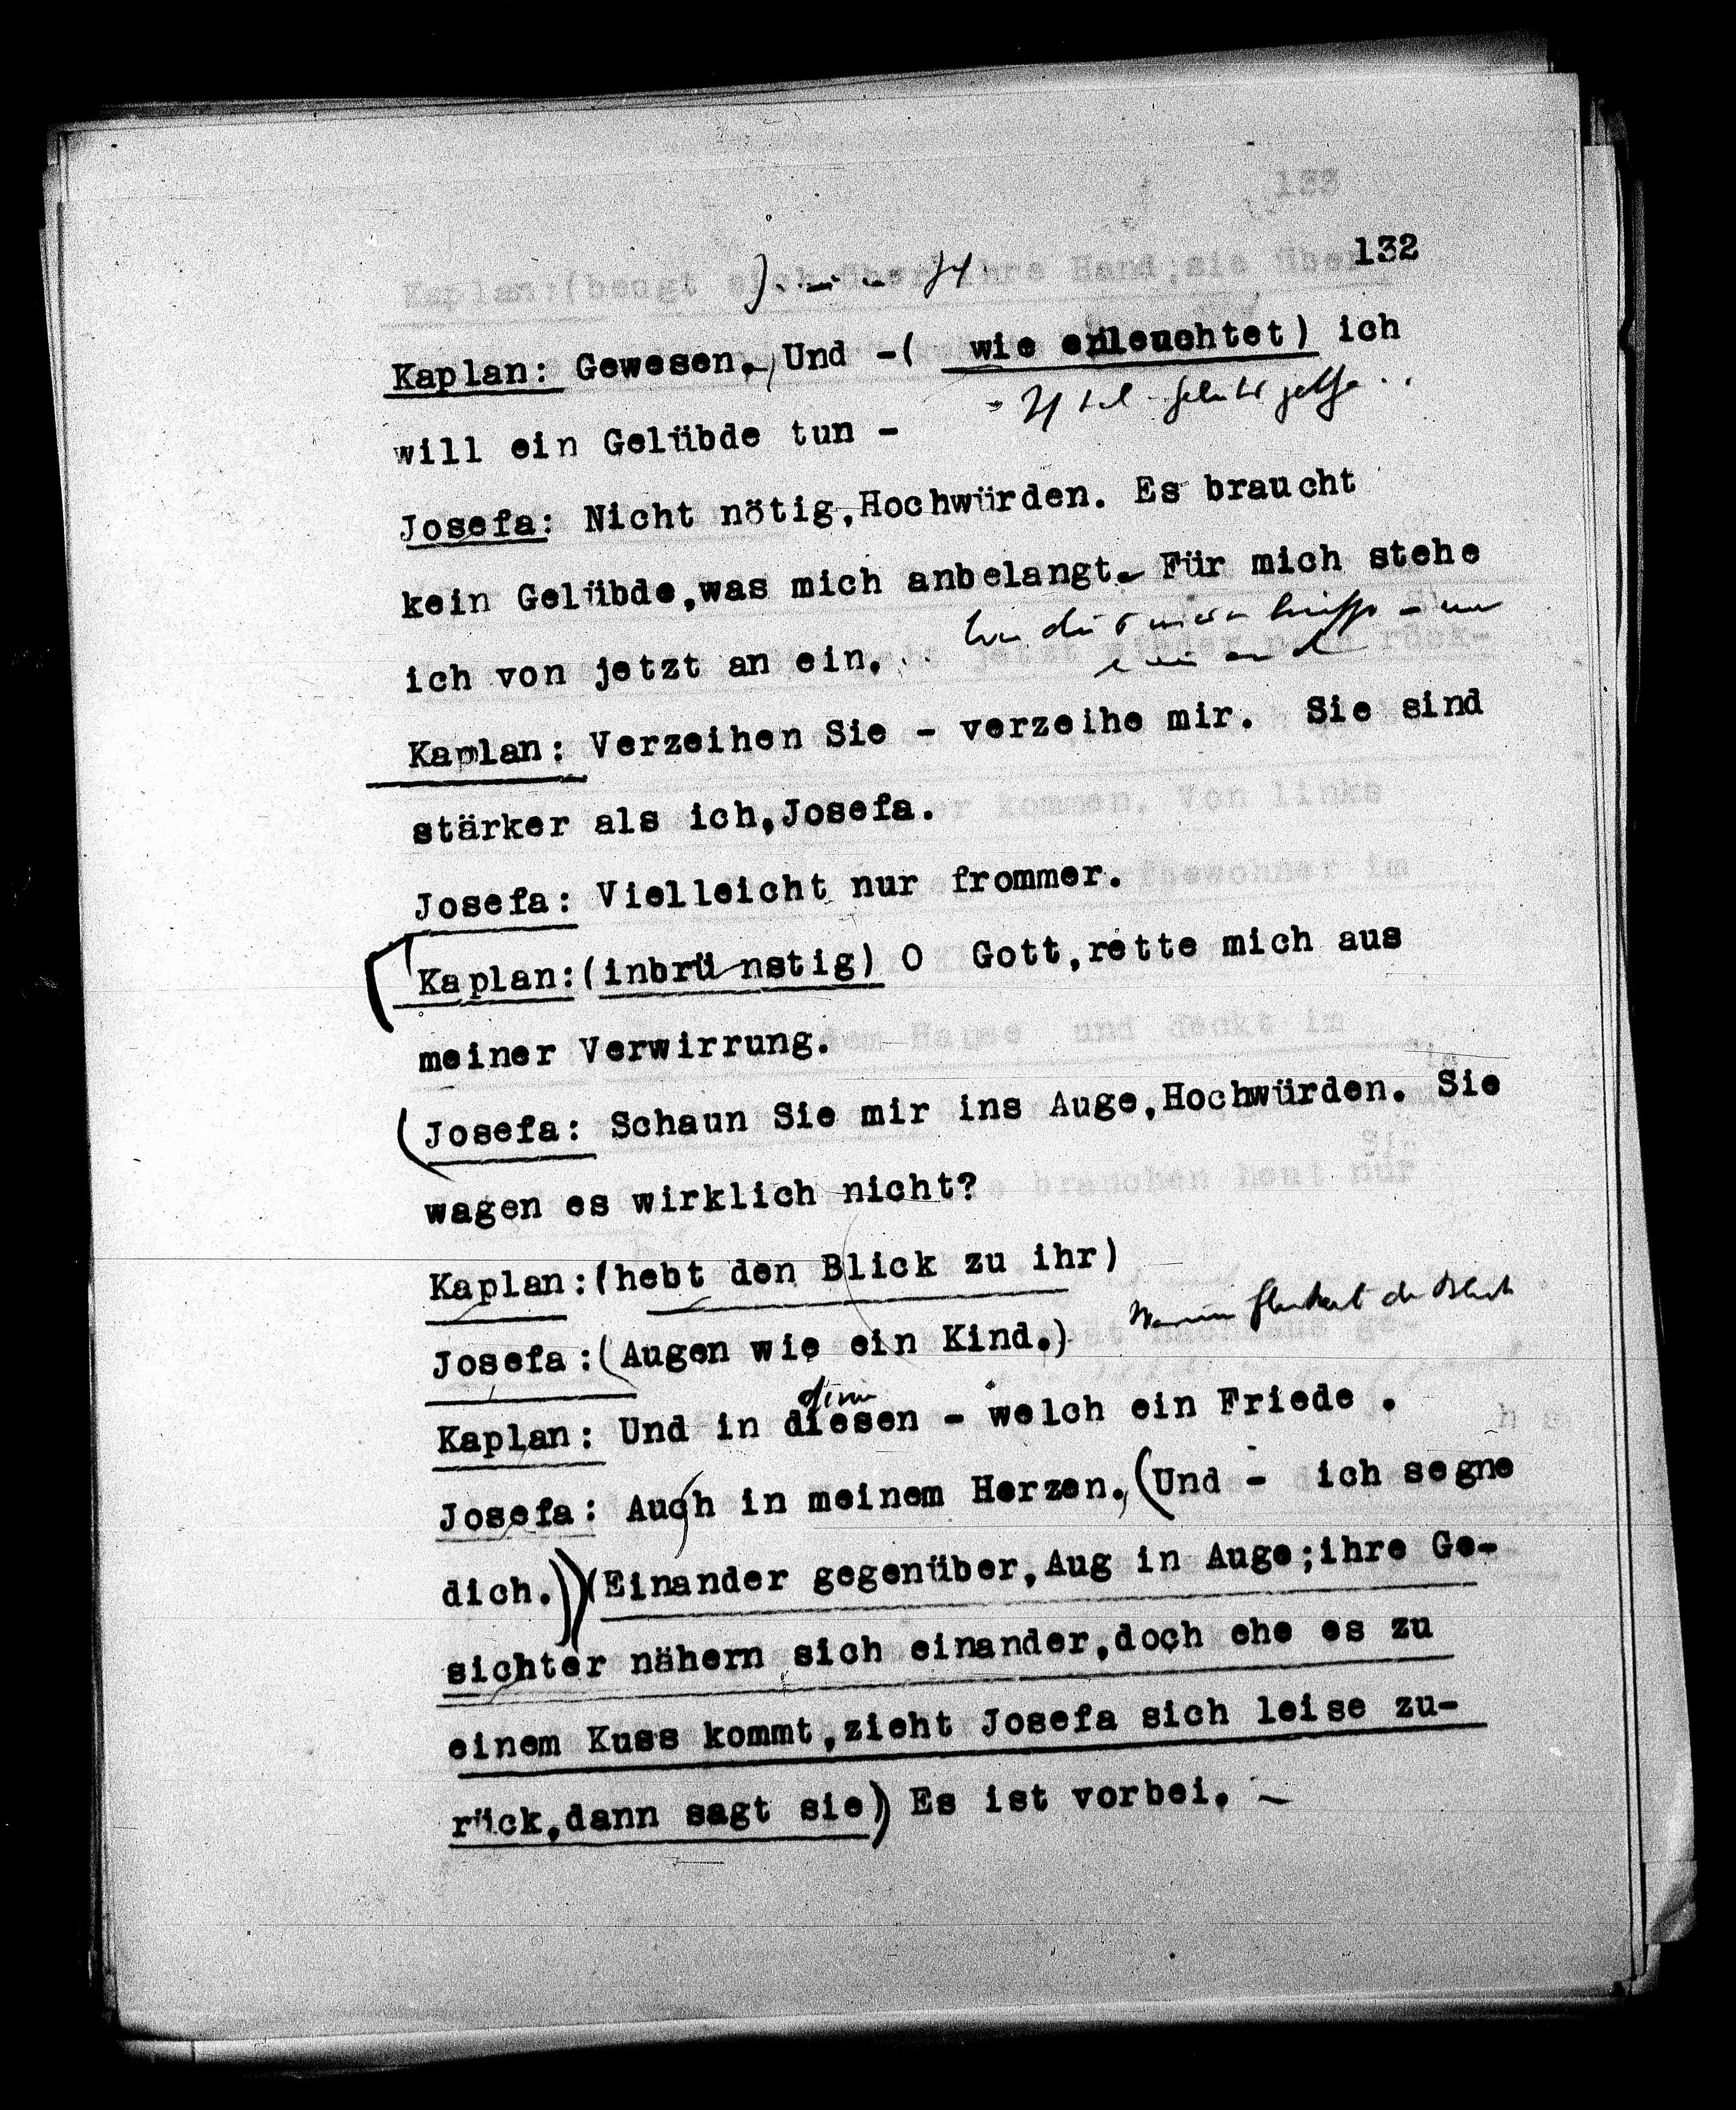 132
Kaplan: Gewesen. Und -( wie erleuchtet) ich
will ein Gelübde tun -
Josefa: Nicht nötig,Hochwürden. Es braucht
kein Gelübde,was mich anbelangt. Für mich stehe
ich von jetzt an ein.
Kaplan: Verzeihen Sie - verzeihe mir. Sie sind
stärker als ich,Josefa.
Josefa: Vielleicht nur frommer.
Kaplan:(inbrünstig) O Gott,rette mich aus
meiner Verwirrung.
Josefa: Schaun Sie mir ins Auge,Hochwürden. Sie
wagen es wirklich nicht?
Kaplan:(hebt den Blick zu ihr)
Josefa:(Augen wie ein Kind.)
Kaplan: Und in diesen - welch ein Friede .
Josefa: Auch in meinem Herzen. (Und - ich segne
dich.)(Einander gegenüber,Aug in Auge;ihre Ge-
sichter nähern sich einander,doch ehe es zu
einem Kuss kommt,zieht Josefa sich leise zu-
rück,dann sagt sie) Es ist vorbei.